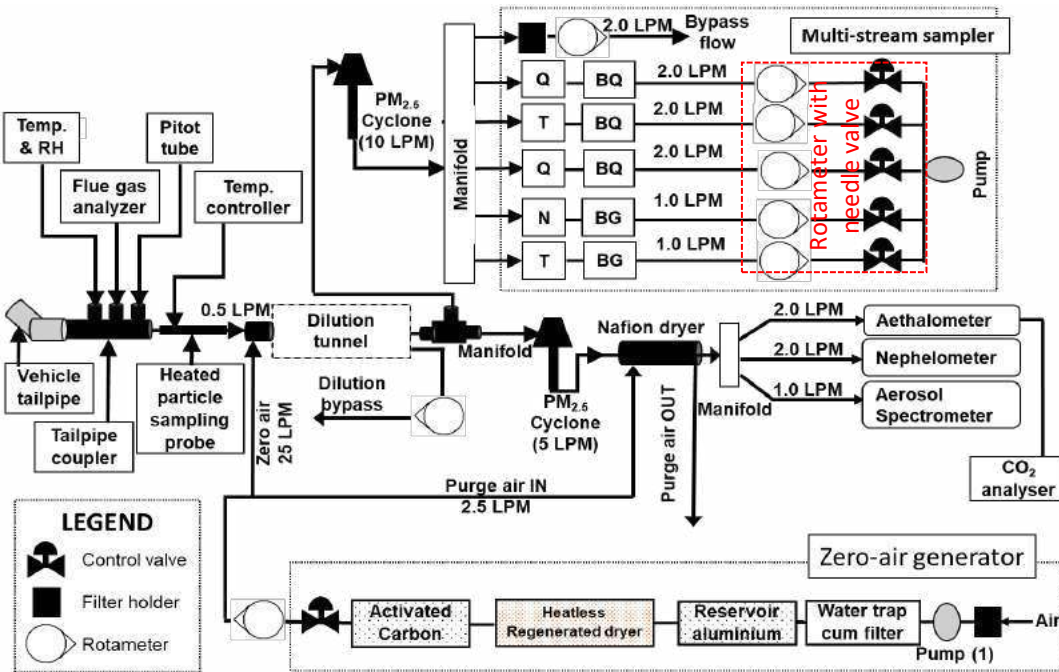 2.0 LPM
Bypass
flow
Multi-stream sampler
PM2.5
Cyclone
(10 LPM)
Manifold
Q
BQ
2.0 LPM
T
BQ
2.0 LPM
Q
BQ
2.0 LPM
N
BG
1.0 LPM
T
BG
1.0 LPM
Rotameter with
needle valve
Pump
Temp.
& RH
Pitot
tube
Flue gas
analyzer
Temp.
controller
0.5 LPM
Dilution
tunnel
Manifold
Vehicle
tailpipe
Tailpipe
coupler
Heated
particle
sampling
probe
Zero air
25 LPM
Dilution
bypass
PM2.5
Cyclone
(5 LPM)
Nafion dryer
Manifold
2.0 LPM
Aethalometer
2.0 LPM
Nephelometer
1.0 LPM
Aerosol
Spectrometer
CO2
analyser
Purge air OUT
Purge air IN
2.5 LPM
LEGEND
Control valve
Filter holder
Rotameter
Zero-air generator
Activated
Carbon
Heatless
Regenerated dryer
Reservoir
aluminium
Water trap
cum filter
Pump (1)
Air